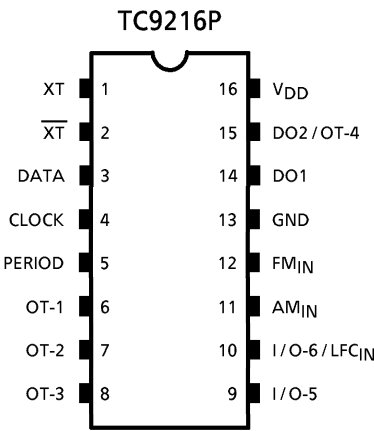 TC9216P
XT 1 16 VDD
X̅T̅ 2 15 DO2/OT-4
DATA 3 14 DO1
CLOCK 4 13 GND
PERIOD 5 12 FMIN
OT-1 6 11 AMIN
OT-2 7 10 I/O-6/LFCIN
OT-3 8 9 I/O-5